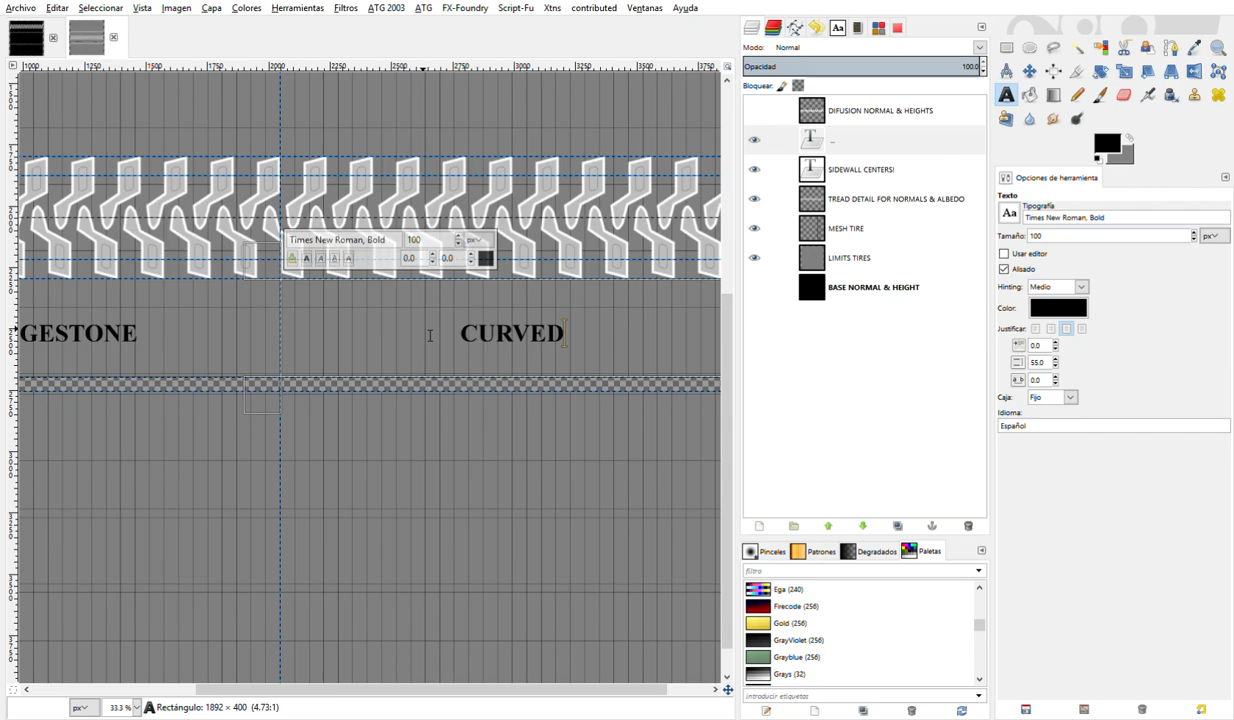 Archivo Editar Seleccionar Vista Imagen Capa Colores Herramientas Filtros ATG 2003 ATG FX-Foundry Script-Fu Xtns contributed Ventanas Ayuda
1000 1250 1500 1750 2000 2250 2500 2750 3000 3250 3500 3750
Times New Roman, Bold 100 px
0.0 0.0
GESTONE CURVED
px 33.3 % Rectángulo: 1892 × 400 (4.73:1)
Modo: Normal
Opacidad 100.0
Bloquear:
DIFUSION NORMAL & HEIGHTS
..
SIDEWALL CENTERS!
TREAD DETAIL FOR NORMALS & ALBEDO
MESH TIRE
LIMITS TIRES
BASE NORMAL & HEIGHT
Pinceles Patrones Degradados Paletas
filtro
Ega (240)
Firecode (256)
Gold (256)
GrayViolet (256)
Grayblue (256)
Grays (32)
introducir etiquetas
Opciones de herramienta
Texto
Tipografía
Aa Times New Roman, Bold
Tamaño: 100 px
Usar editor
Alisado
Hinting: Medio
Color:
Justificar:
0.0
55.0
0.0
Caja: Fijo
Idioma:
Español